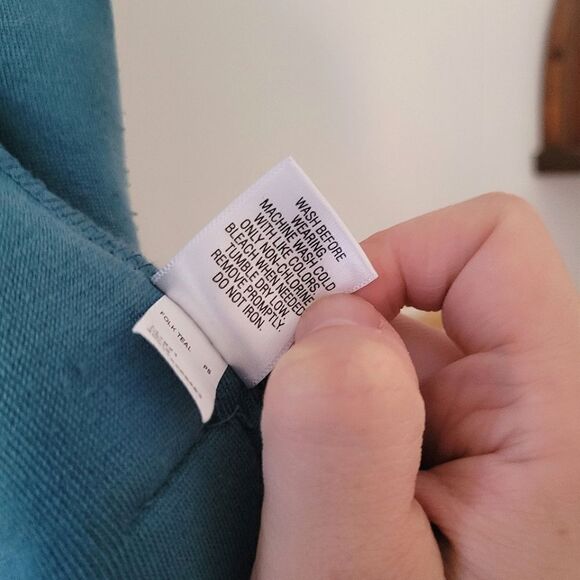 WASH BEFORE
WEARING.
MACHINE WASH COLD
WITH LIKE COLORS.
ONLY NON-CHLORINE
BLEACH WHEN NEEDED.
TUMBLE DRY LOW,
REMOVE PROMPTLY.
DO NOT IRON.
FOLK TEAL PS